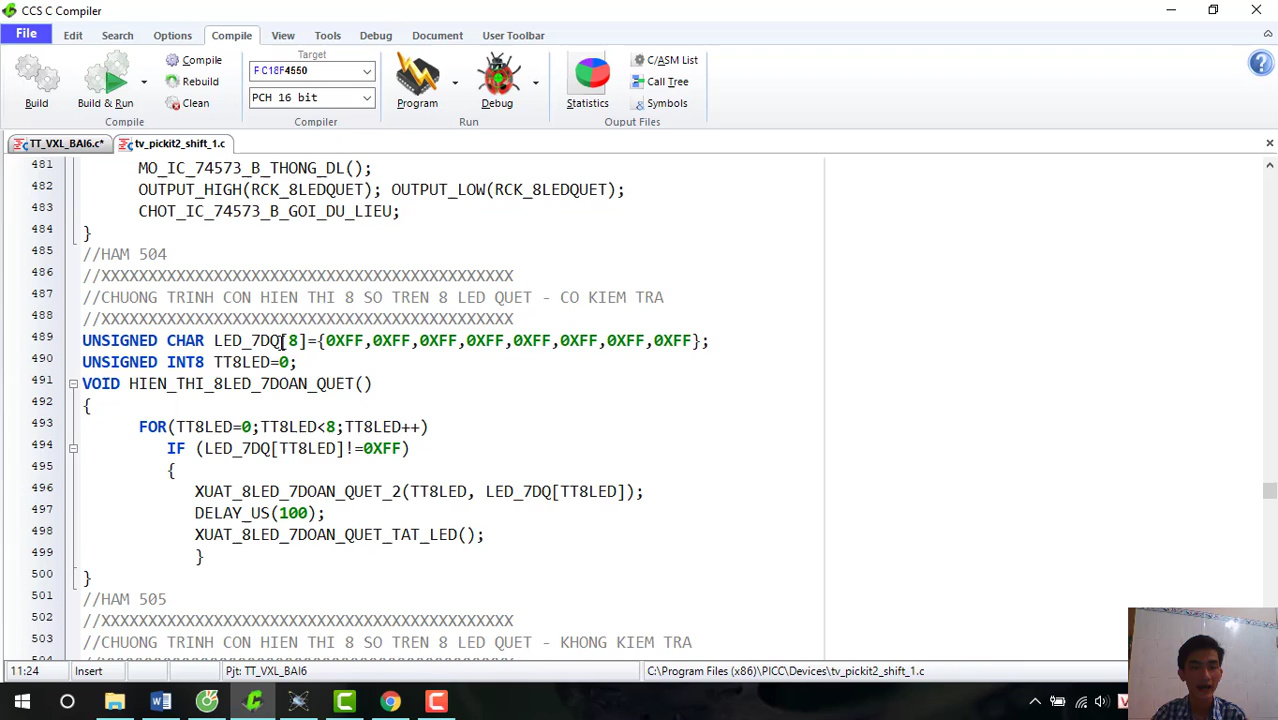 CCS C Compiler
File Edit Search Options Compile View Tools Debug Document User Toolbar
Build
Build & Run
Compile
Rebuild
Clean
Compile
Target
PIC18F4550
PCH 16 bit
Compiler
Program
Debug
Run
Statistics
C/ASM List
Call Tree
Symbols
Ouput Files
TT_VXL_BAI6.c* tv_pickit2_shift_1.c
481 MO_IC_74573_B_THONG_DL();
482 OUTPUT_HIGH(RCK_8LEDQUET); OUTPUT_LOW(RCK_8LEDQUET);
483 CHOT_IC_74573_B_GOI_DU_LIEU;
484 }
485 //HAM 504
486 //XXXXXXXXXXXXXXXXXXXXXXXXXXXXXXXXXXXXXXXXXXXX
487 //CHUONG TRINH CON HIEN THI 8 SO TREN 8 LED QUET - CO KIEM TRA
488 //XXXXXXXXXXXXXXXXXXXXXXXXXXXXXXXXXXXXXXXXXXXX
489 UNSIGNED CHAR LED_7DQ[8]={0XFF,0XFF,0XFF,0XFF,0XFF,0XFF,0XFF,0XFF};
490 UNSIGNED INT8 TT8LED=0;
491 VOID HIEN_THI_8LED_7DOAN_QUET()
492 {
493 FOR(TT8LED=0;TT8LED<8;TT8LED++)
494 IF (LED_7DQ[TT8LED]!=0XFF)
495 {
496 XUAT_8LED_7DOAN_QUET_2(TT8LED, LED_7DQ[TT8LED]);
497 DELAY_US(100);
498 XUAT_8LED_7DOAN_QUET_TAT_LED();
499 }
500 }
501 //HAM 505
502 //XXXXXXXXXXXXXXXXXXXXXXXXXXXXXXXXXXXXXXXXXXXX
503 //CHUONG TRINH CON HIEN THI 8 SO TREN 8 LED QUET - KHONG KIEM TRA
11:24 Insert Pjt: TT_VXL_BAI6 C:\Program Files (x86)\PICC\Devices\tv_pickit2_shift_1.c